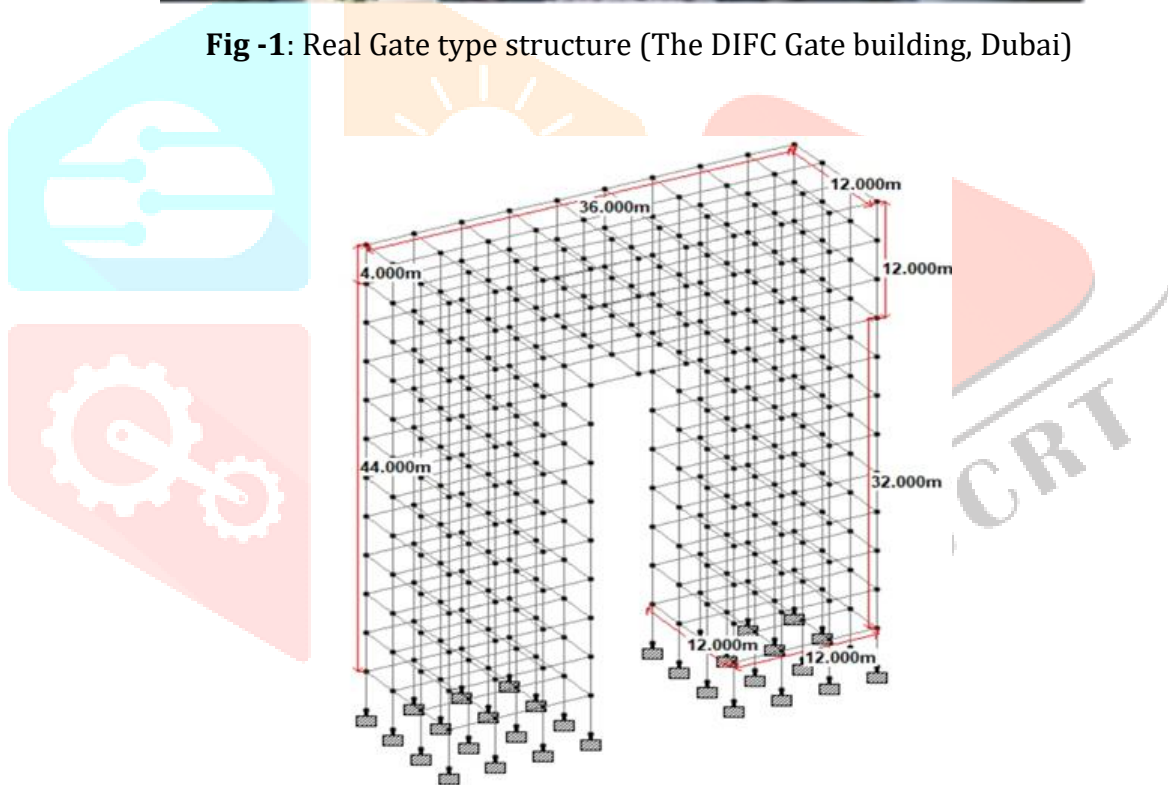 Fig -1: Real Gate type structure (The DIFC Gate building, Dubai)
12.000m
36.000m
4.000m
12.000m
44.000m
32.000m
12.000m
12.000m
CRT